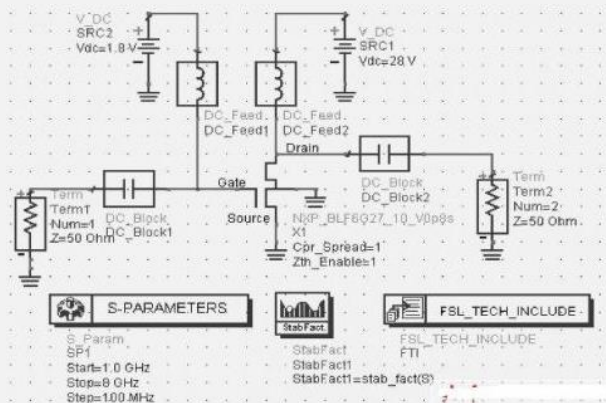 V_DC
SRC2
Vdc=1.8 V
V_DC
SRC1
Vdc=28 V
DC_Feed
DC_Feed1
DC_Feed
DC_Feed2
Drain
Gate
Source
DC_Block
DC_Block2
Term
Term1
Num=1
Z=50 Ohm
DC_Block
DC_Block1
NXP_BLF6G27_10_V0p8s
X1
Cpr_Spread=1
Zth_Enable=1
Term
Term2
Num=2
Z=50 Ohm
S-PARAMETERS
S_Param
SP1
Start=1.0 GHz
Stop=8 GHz
Step=100 MHz
StabFact
StabFact
StabFact1
StabFact1=stab_fact(S)
FSL_TECH_INCLUDE
FSL_TECH_INCLUDE
FTI